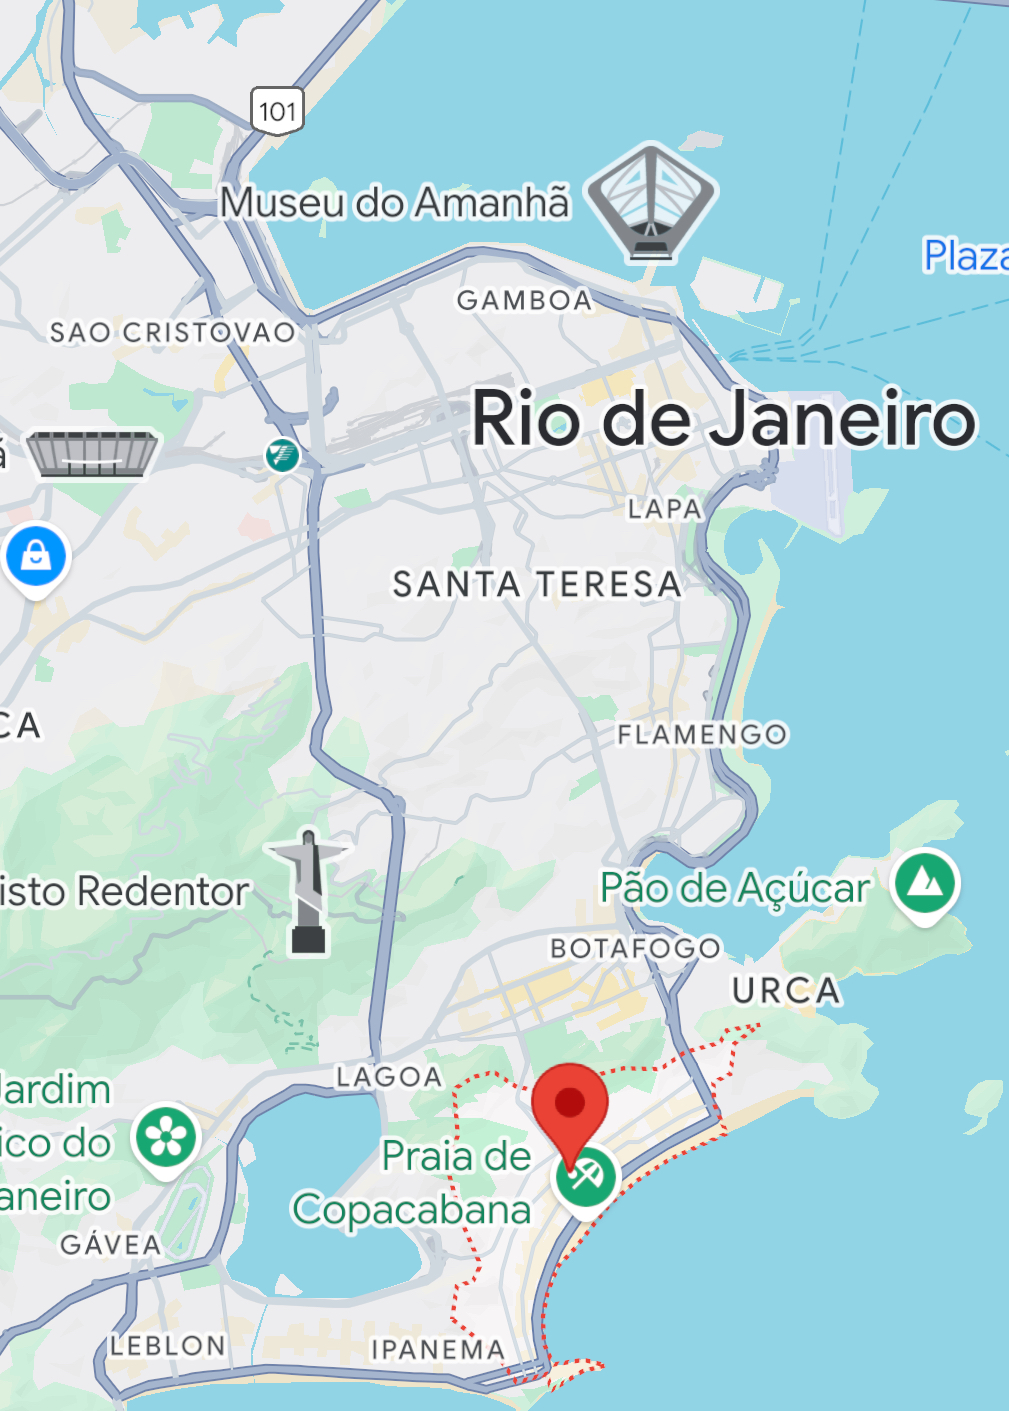 101
Museu do Amanhã
Plaza
GAMBOA
SAO CRISTOVAO
Rio de Janeiro
ã
LAPA
SANTA TERESA
CA
FLAMENGO
isto Redentor
Pão de Açúcar
BOTAFOGO
URCA
LAGOA
Jardim
ico do
aneiro
Praia de
Copacabana
GÁVEA
LEBLON
IPANEMA